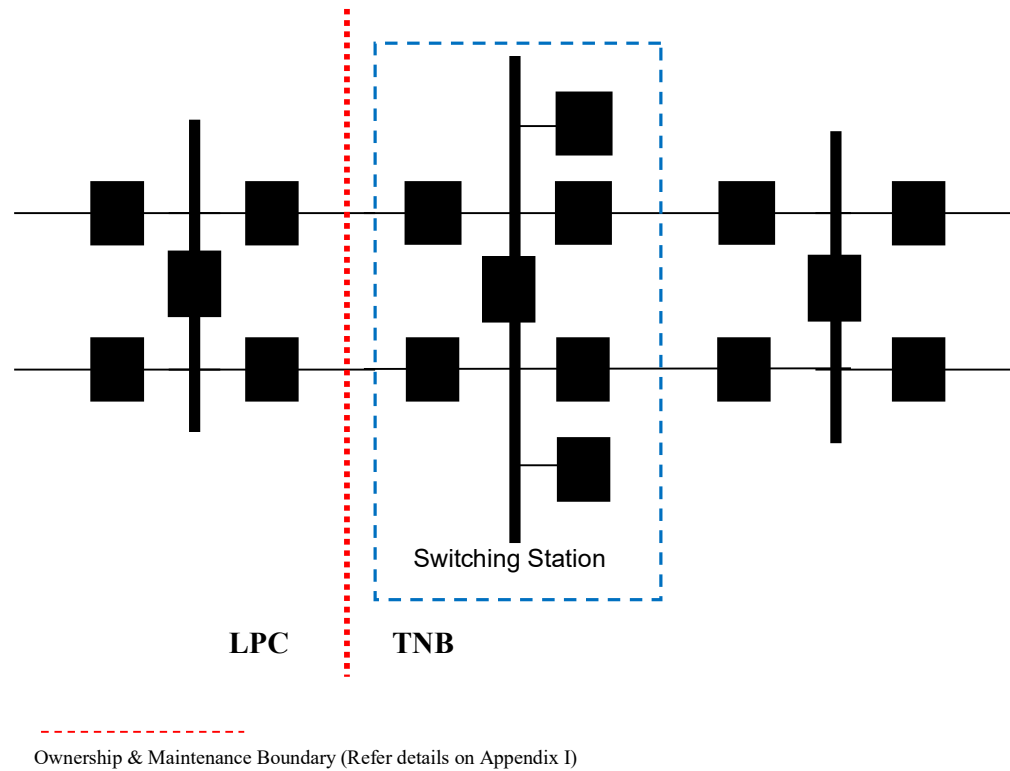 Switching Station
LPC
TNB
Ownership & Maintenance Boundary (Refer details on Appendix I)